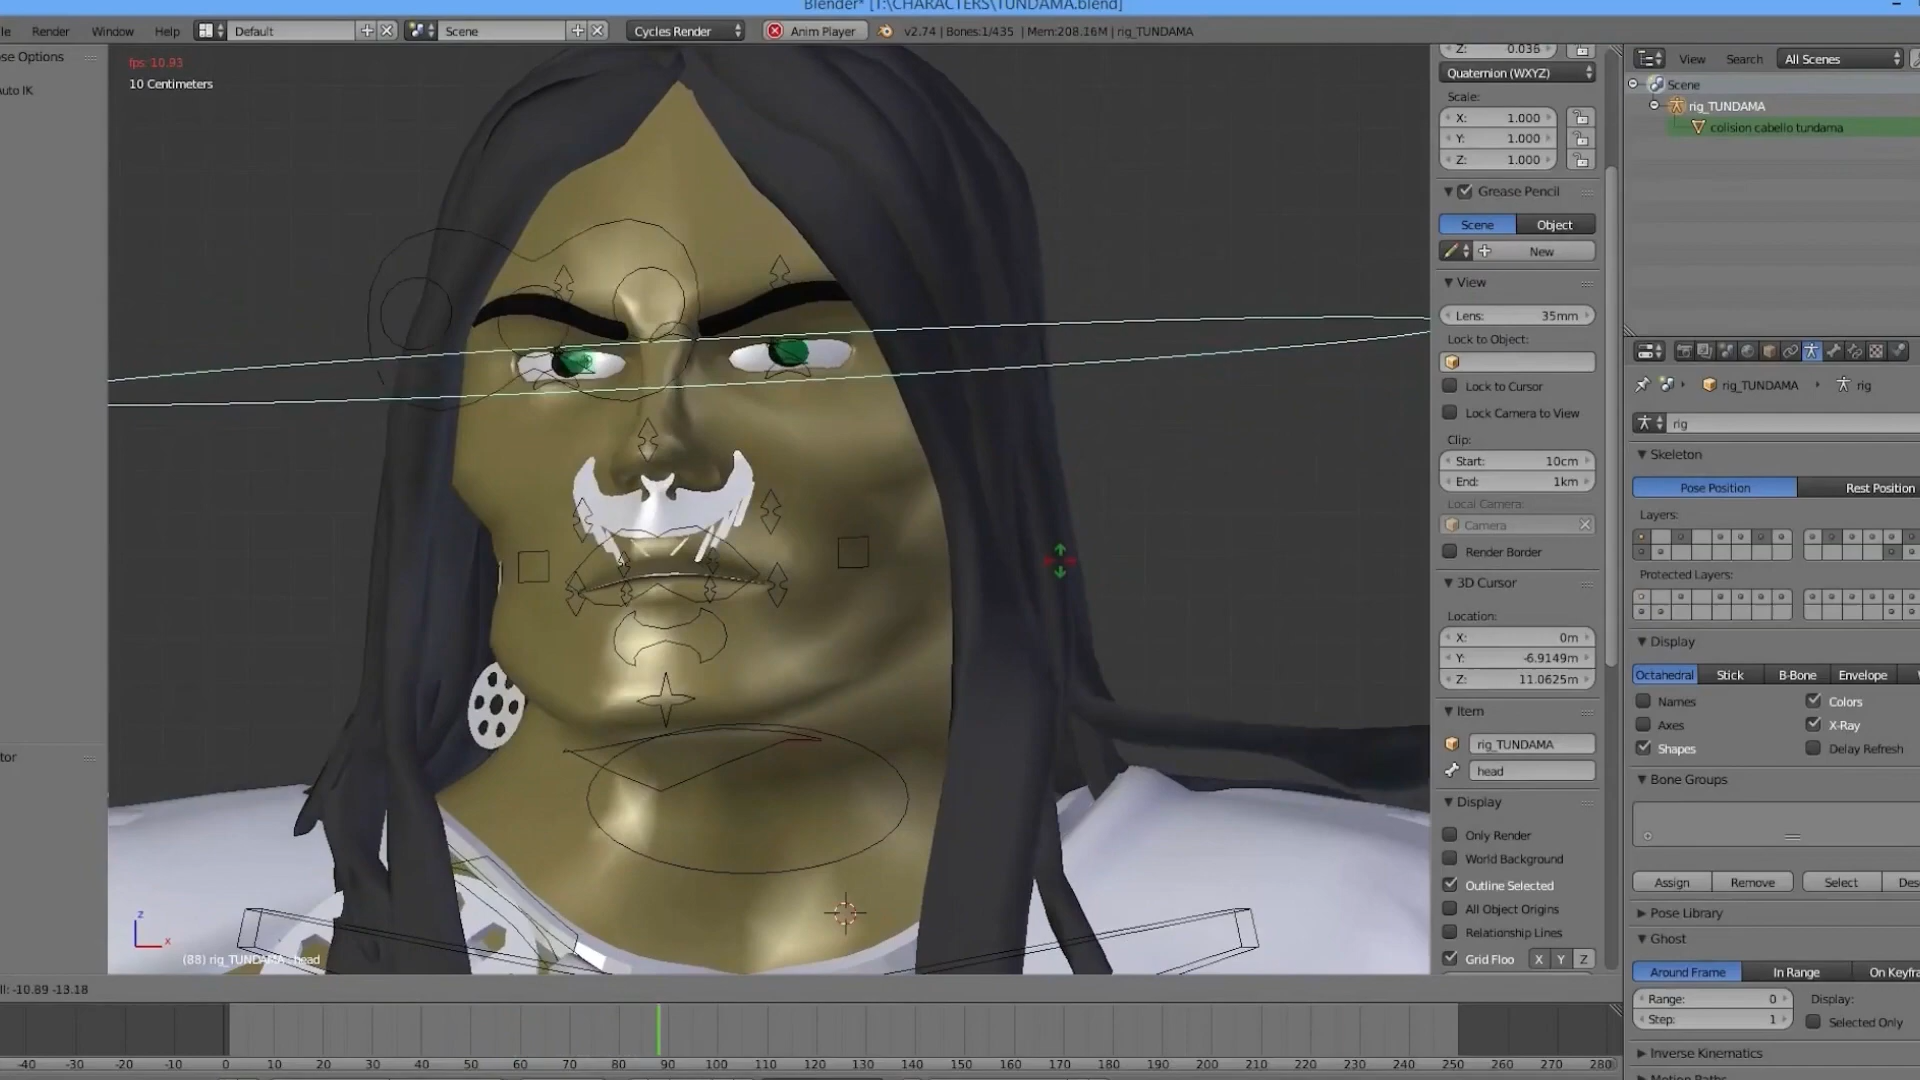 Blender* [T:\CHARACTERS\TUNDAMA.blend]
Render Window Help Default Scene Cycles Render Anim Player v2.74 | Bones:1/435 | Mem:208.16M | rig_TUNDAMA
Options
IK
fps: 10.93
10 Centimeters
z
x
(88) rig_TUNDAMA : head
-10.89 -13.18
-40 -30 -20 -10 0 10 20 30 40 50 60 70 80 90 100 110 120 130 140 150 160 170 180 190 200 210 220 230 240 250 260 270 280
Z: 0.036
Quaternion (WXYZ)
Scale:
X: 1.000
Y: 1.000
Z: 1.000
Grease Pencil
Scene Object
New
View
Lens: 35mm
Lock to Object:
Lock to Cursor
Lock Camera to View
Clip:
Start: 10cm
End: 1km
Local Camera:
Camera
Render Border
3D Cursor
Location:
X: 0m
Y: -6.9149m
Z: 11.0625m
Item
rig_TUNDAMA
head
Display
Only Render
World Background
Outline Selected
All Object Origins
Relationship Lines
Grid Floo X Y Z
View Search All Scenes
Scene
rig_TUNDAMA
colision cabello tundama
rig_TUNDAMA rig
rig
Skeleton
Pose Position Rest Position
Layers:
Protected Layers:
Display
Octahedral Stick B-Bone Envelope
Names Colors
Axes X-Ray
Shapes Delay Refresh
Bone Groups
Assign Remove Select Des
Pose Library
Ghost
Around Frame In Range On Keyfra
Range: 0 Display:
Step: 1 Selected Only
Inverse Kinematics
Motion Paths